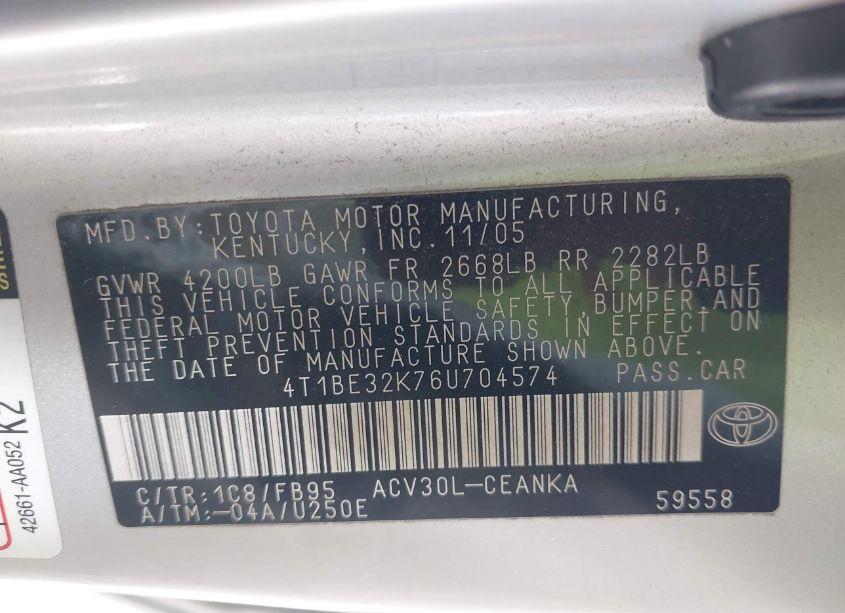 MFD.BY:TOYOTA MOTOR MANUFACTURING,
KENTUCKY,INC.11/05
GVWR 4200LB GAWR FR 2668LB RR 2282LB
THIS VEHICLE CONFORMS TO ALL APPLICABLE
FEDERAL MOTOR VEHICLE SAFETY,BUMPER,AND
THEFT PREVENTION STANDARDS IN EFFECT ON
THE DATE OF MANUFACTURE SHOWN ABOVE.
4T1BE32K76U704574 PASS.CAR
C/TR:1C8/FB95 ACV30L-CEANKA
A/TM:-04A/U250E 59558
42661-AA052
K2